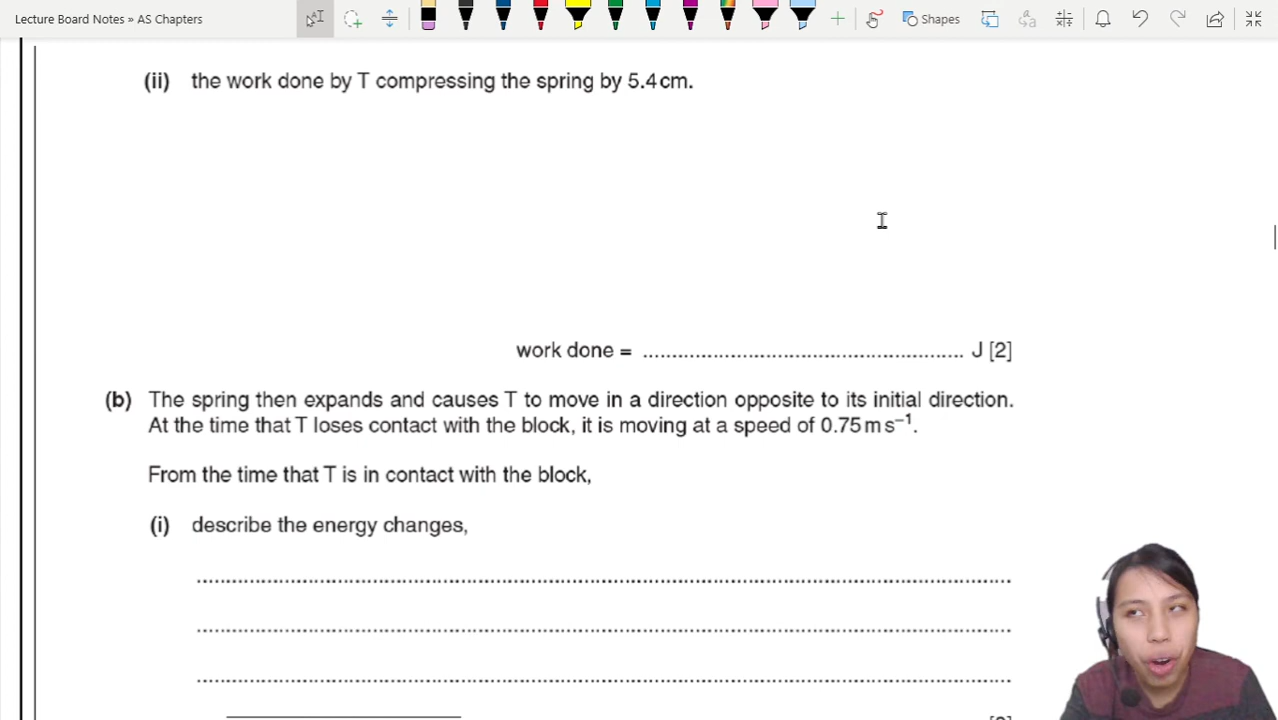 Lecture Board Notes » AS Chapters
Shapes
(ii) the work done by T compressing the spring by 5.4 cm.
work done = ...................................................... J [2]
(b) The spring then expands and causes T to move in a direction opposite to its initial direction.
At the time that T loses contact with the block, it is moving at a speed of 0.75 m s⁻¹.
From the time that T is in contact with the block,
(i) describe the energy changes,